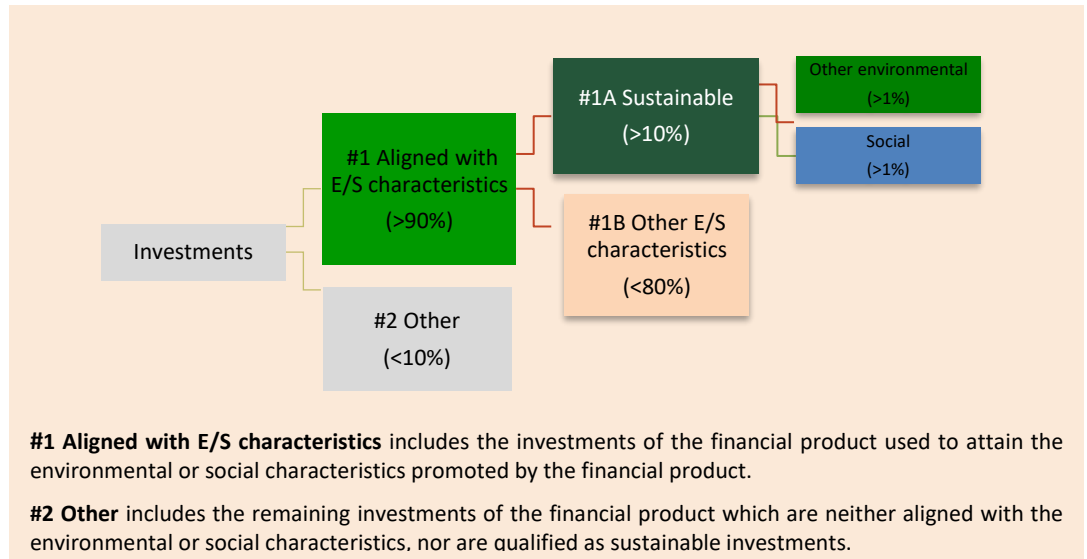 Investments
#1 Aligned with
E/S characteristics
(>90%)
#2 Other
(<10%)
#1A Sustainable
(>10%)
#1B Other E/S
characteristics
(<80%)
Other environmental
(>1%)
Social
(>1%)
#1 Aligned with E/S characteristics includes the investments of the financial product used to attain the
environmental or social characteristics promoted by the financial product.
#2 Other includes the remaining investments of the financial product which are neither aligned with the
environmental or social characteristics, nor are qualified as sustainable investments.